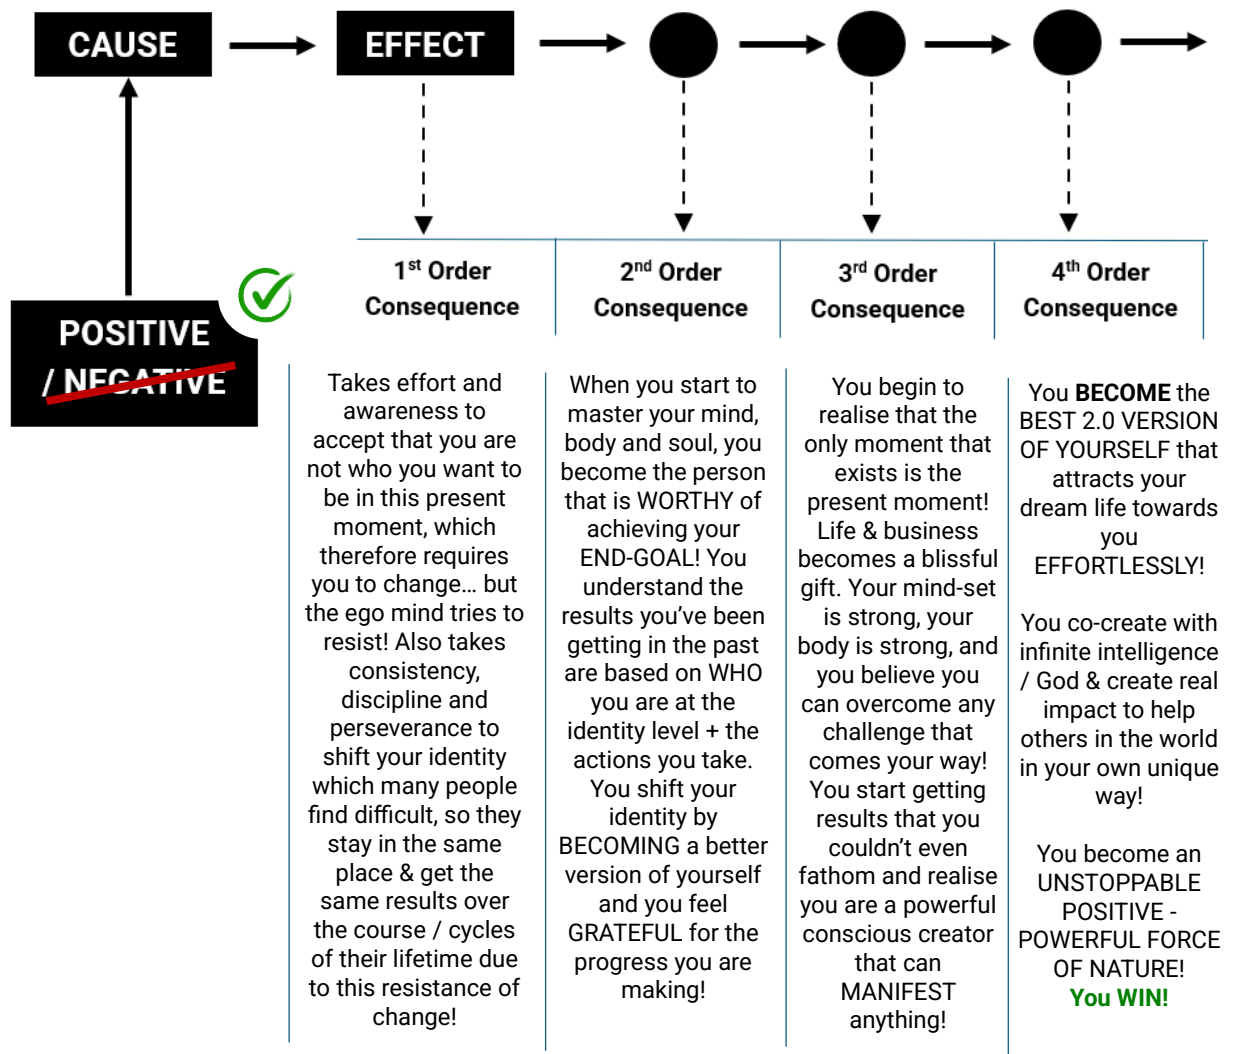 CAUSE
EFFECT
POSITIVE
/ NEGATIVE
1st Order
Consequence
2nd Order
Consequence
3rd Order
Consequence
4th Order
Consequence
Takes effort and
awareness to
accept that you are
not who you want to
be in this present
moment, which
therefore requires
you to change... but
the ego mind tries to
resist! Also takes
consistency,
discipline and
perseverance to
shift your identity
which many people
find difficult, so they
stay in the same
place & get the
same results over
the course / cycles
of their lifetime due
to this resistance of
change!
When you start to
master your mind,
body and soul, you
become the person
that is WORTHY of
achieving your
END-GOAL! You
understand the
results you’ve been
getting in the past
are based on WHO
you are at the
identity level + the
actions you take.
You shift your
identity by
BECOMING a better
version of yourself
and you feel
GRATEFUL for the
progress you are
making!
You begin to
realise that the
only moment that
exists is the
present moment!
Life & business
becomes a blissful
gift. Your mind-set
is strong, your
body is strong, and
you believe you
can overcome any
challenge that
comes your way!
You start getting
results that you
couldn’t even
fathom and realise
you are a powerful
conscious creator
that can
MANIFEST
anything!
You BECOME the
BEST 2.0 VERSION
OF YOURSELF that
attracts your
dream life towards
you
EFFORTLESSLY!
You co-create with
infinite intelligence
/ God & create real
impact to help
others in the world
in your own unique
way!
You become an
UNSTOPPABLE
POSITIVE -
POWERFUL FORCE
OF NATURE!
You WIN!